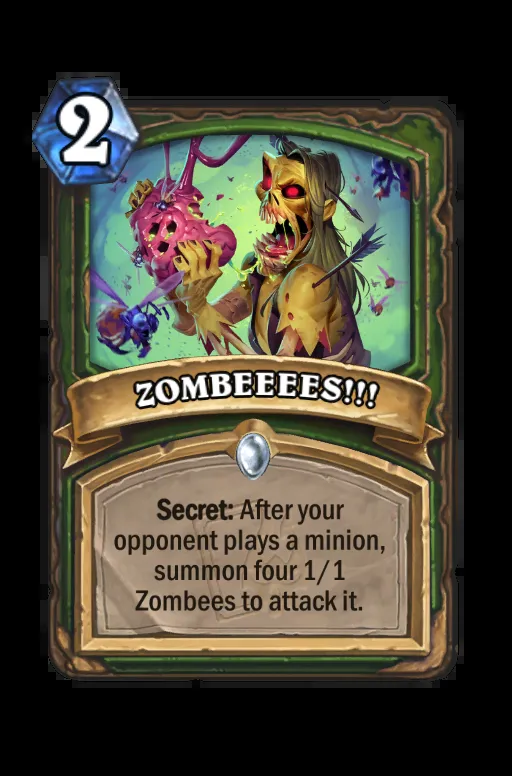 2
ZOMBEEEES!!!
Secret: After your
opponent plays a minion,
summon four 1/1
Zombees to attack it.